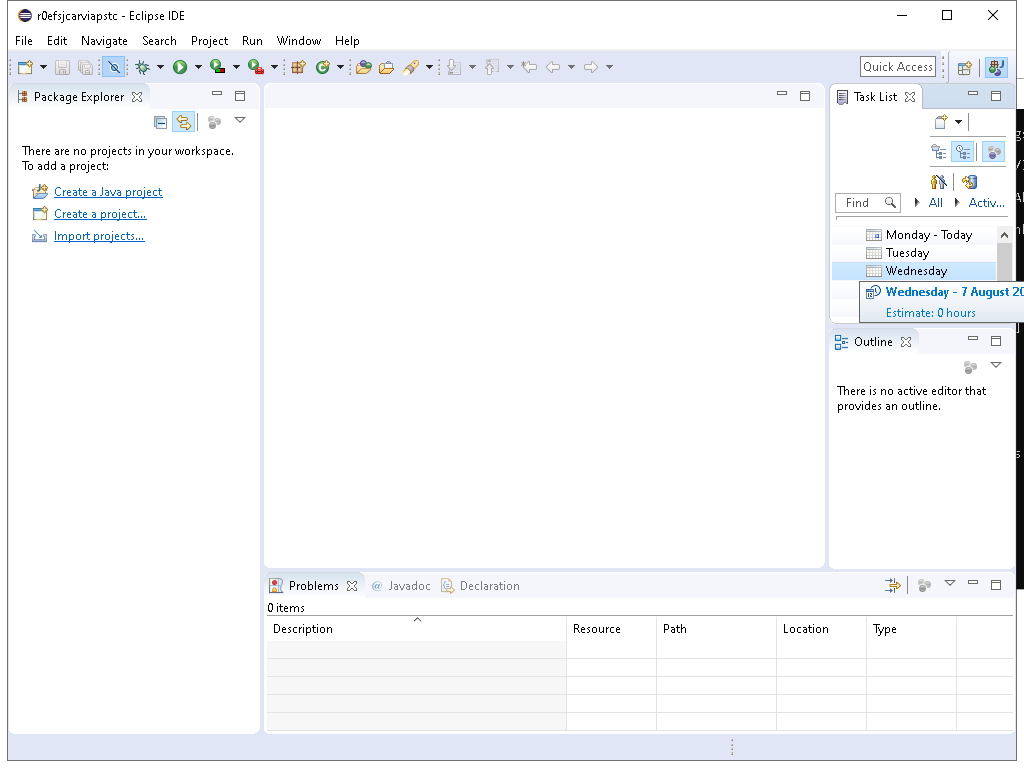 r0efsjcarviapstc - Eclipse IDE
File Edit Navigate Search Project Run Window Help
Quick Access
Package Explorer
There are no projects in your workspace.
To add a project:
Create a Java project
Create a project...
Import projects...
Task List
Find
All
Activ...
Monday - Today
Tuesday
Wednesday
Wednesday - 7 August 20
Estimate: 0 hours
Outline
There is no active editor that
provides an outline.
Problems
@ Javadoc
Declaration
0 items
Description Resource Path Location Type